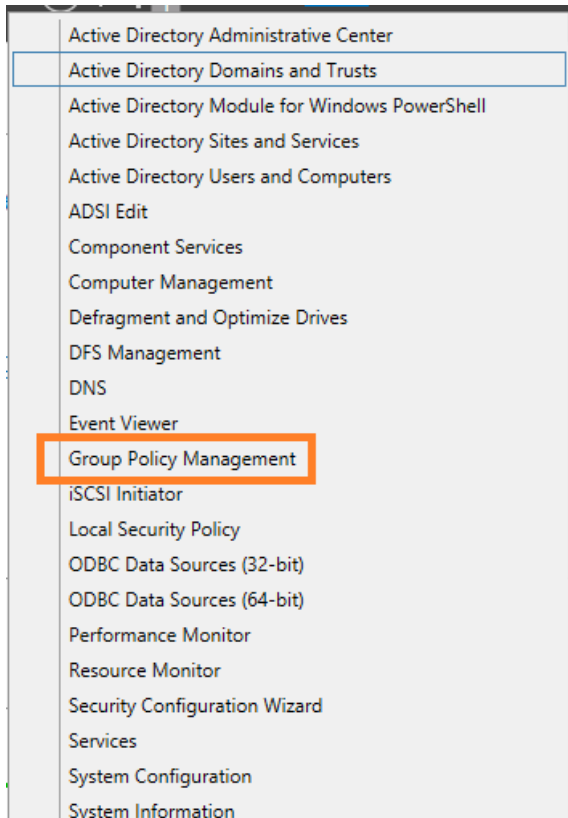 Active Directory Administrative Center
Active Directory Domains and Trusts
Active Directory Module for Windows PowerShell
Active Directory Sites and Services
Active Directory Users and Computers
ADSI Edit
Component Services
Computer Management
Defragment and Optimize Drives
DFS Management
DNS
Event Viewer
Group Policy Management
iSCSI Initiator
Local Security Policy
ODBC Data Sources (32-bit)
ODBC Data Sources (64-bit)
Performance Monitor
Resource Monitor
Security Configuration Wizard
Services
System Configuration
System Information